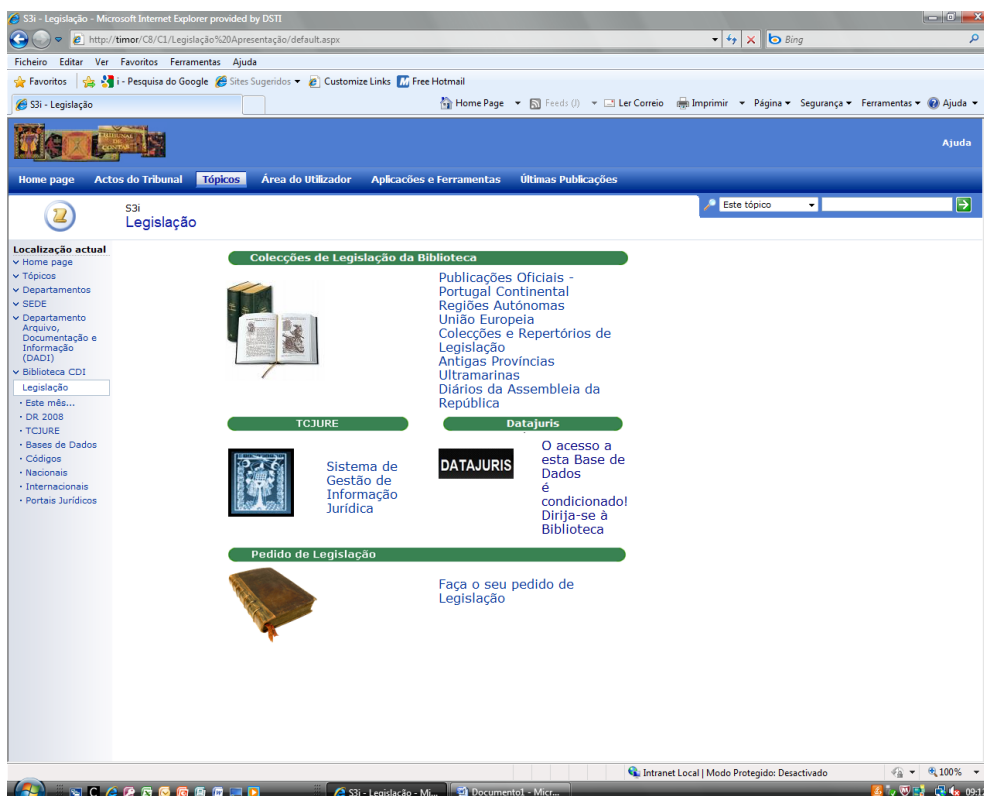 S3i - Legislação - Microsoft Internet Explorer provided by DSTI
http://timor/C8/C1/Legislação%20Apresentação/default.aspx
Bing
Ficheiro Editar Ver Favoritos Ferramentas Ajuda
Favoritos i - Pesquisa do Google Sites Sugeridos Customize Links Free Hotmail
S3i - Legislação
Home Page Feeds (J) Ler Correio Imprimir Página Segurança Ferramentas Ajuda
TRIBUNAL
DE
CONTAS
Ajuda
Home page Actos do Tribunal Tópicos Área do Utilizador Aplicacões e Ferramentas Últimas Publicações
S3i
Legislação
Este tópico
Localização actual
Home page
Tópicos
Departamentos
SEDE
Departamento
Arquivo,
Documentação e
Informação
(DADI)
Biblioteca CDI
Legislação
Este mês...
DR 2008
TCJURE
Bases de Dados
Códigos
Nacionais
Internacionais
Portais Jurídicos
Colecções de Legislação da Biblioteca
Publicações Oficiais -
Portugal Continental
Regiões Autónomas
União Europeia
Colecções e Repertórios de
Legislação
Antigas Províncias
Ultramarinas
Diários da Assembleia da
República
TCJURE
Sistema de
Gestão de
Informação
Jurídica
Datajuris
DATAJURIS
O acesso a
esta Base de
Dados
é
condicionado!
Dirija-se à
Biblioteca
Pedido de Legislação
Faça o seu pedido de
Legislação
Intranet Local | Modo Protegido: Desactivado
100%
S3i - Legislação - Mi...
Documento1 - Micr...